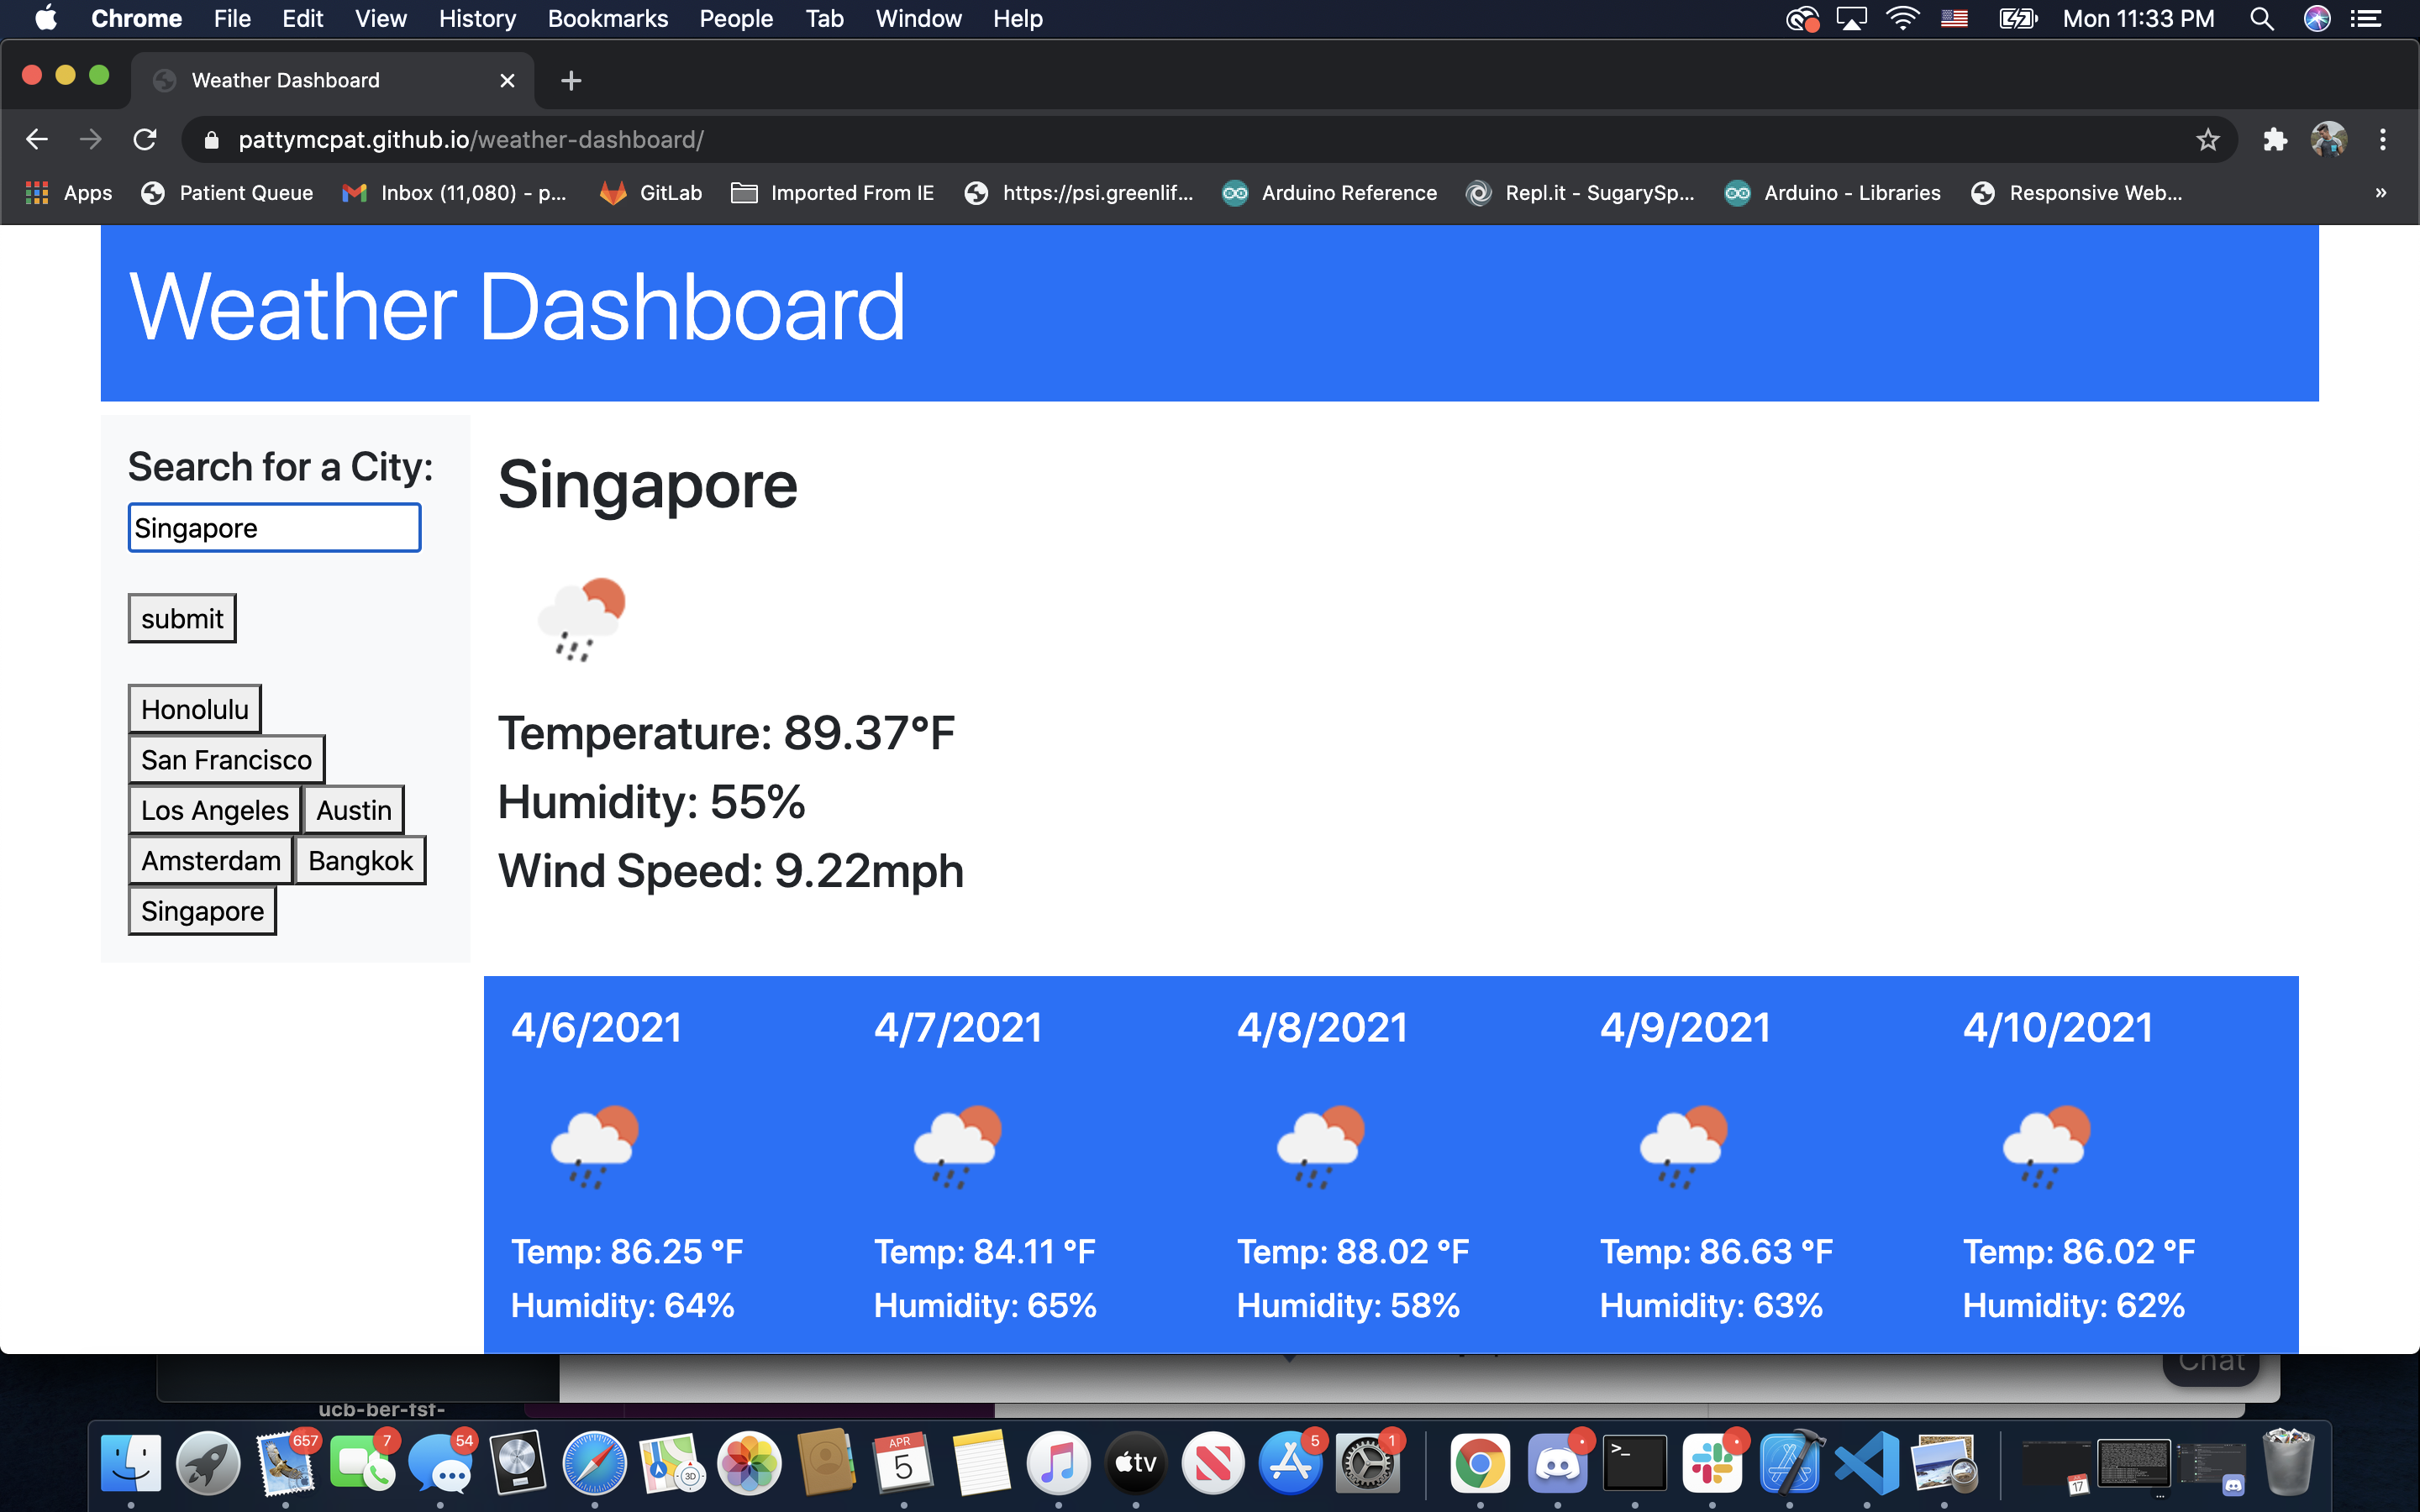 Chrome File Edit View History Bookmarks People Tab Window Help Mon 11:33 PM
Weather Dashboard
pattymcpat.github.io/weather-dashboard/
Apps Patient Queue Inbox (11,080) - p... GitLab Imported From IE https://psi.greenlif... Arduino Reference Repl.it - SugarySp... Arduino - Libraries Responsive Web... »
Weather Dashboard
Search for a City:
Singapore
submit
Honolulu
San Francisco
Los Angeles Austin
Amsterdam Bangkok
Singapore
Singapore
Temperature: 89.37°F
Humidity: 55%
Wind Speed: 9.22mph
4/6/2021 4/7/2021 4/8/2021 4/9/2021 4/10/2021
Temp: 86.25 °F Temp: 84.11 °F Temp: 88.02 °F Temp: 86.63 °F Temp: 86.02 °F
Humidity: 64% Humidity: 65% Humidity: 58% Humidity: 63% Humidity: 62%
Chat
ucb-ber-fsf-
657 7 54 3D APR 5 tv 5 1 >_ 17